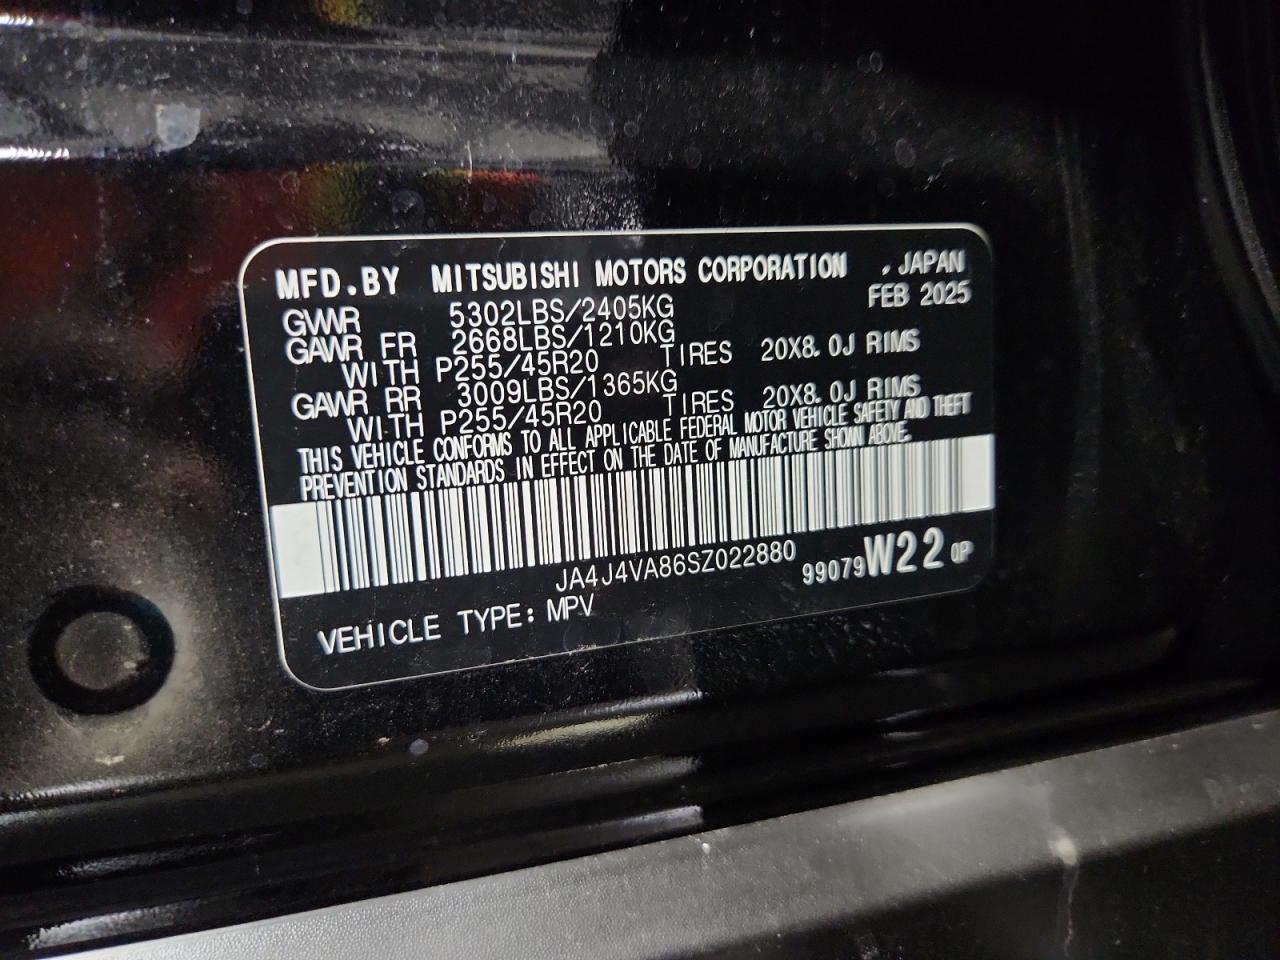 MFD.BY MITSUBISHI MOTORS CORPORATION , JAPAN
FEB 2025
GVWR 5302LBS/2405KG
GAWR FR 2668LBS/1210KG
WITH P255/45R20 TIRES 20X8.0J RIMS
GAWR RR 3009LBS/1365KG
WITH P255/45R20 TIRES 20X8.0J RIMS
THIS VEHICLE CONFORMS TO ALL APPLICABLE FEDERAL MOTOR VEHICLE SAFETY AND THEFT
PREVENTION STANDARDS IN EFFECT ON THE DATE OF MANUFACTURE SHOWN ABOVE.
JA4J4VA86SZ022880 99079W22 0P
VEHICLE TYPE: MPV